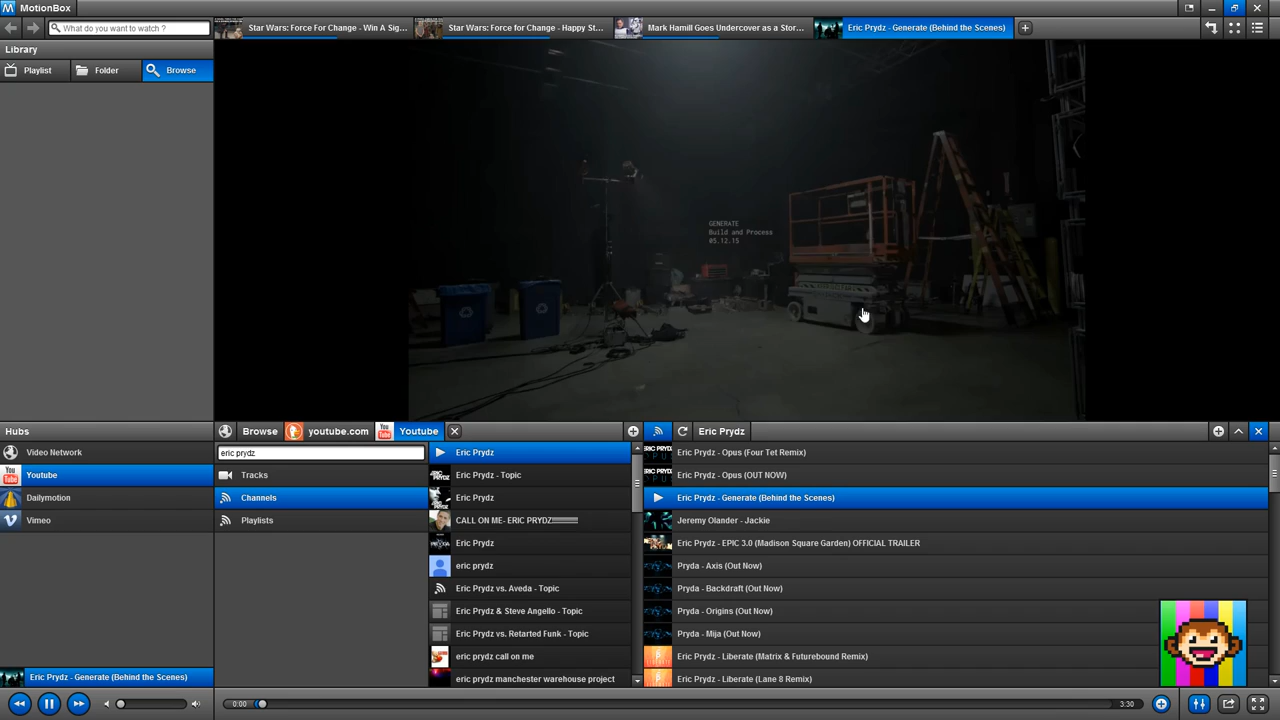 MotionBox
What do you want to watch ?
Star Wars: Force For Change - Win A Sig...
Star Wars: Force for Change - Happy St...
Mark Hamill Goes Undercover as a Stor...
Eric Prydz - Generate (Behind the Scenes)
Library
Playlist
Folder
Browse
GENERATE
Build and Process
05.12.15
Hubs
Browse
youtube.com
You
Tube
Youtube
Eric Prydz
Video Network
eric prydz
Eric Prydz
Eric Prydz - Opus (Four Tet Remix)
You
Tube
Youtube
Tracks
Eric Prydz - Topic
Eric Prydz - Opus (OUT NOW)
Dailymotion
Channels
Eric Prydz
Eric Prydz - Generate (Behind the Scenes)
Vimeo
Playlists
CALL ON ME- ERIC PRYDZ
Jeremy Olander - Jackie
Eric Prydz
Eric Prydz - EPIC 3.0 (Madison Square Garden) OFFICIAL TRAILER
eric prydz
Pryda - Axis (Out Now)
Eric Prydz vs. Aveda - Topic
Pryda - Backdraft (Out Now)
Eric Prydz & Steve Angello - Topic
Pryda - Origins (Out Now)
Eric Prydz vs. Retarted Funk - Topic
Pryda - Mija (Out Now)
eric prydz call on me
Eric Prydz - Liberate (Matrix & Futurebound Remix)
Eric Prydz - Generate (Behind the Scenes)
eric prydz manchester warehouse project
Eric Prydz - Liberate (Lane 8 Remix)
0:00
3:30